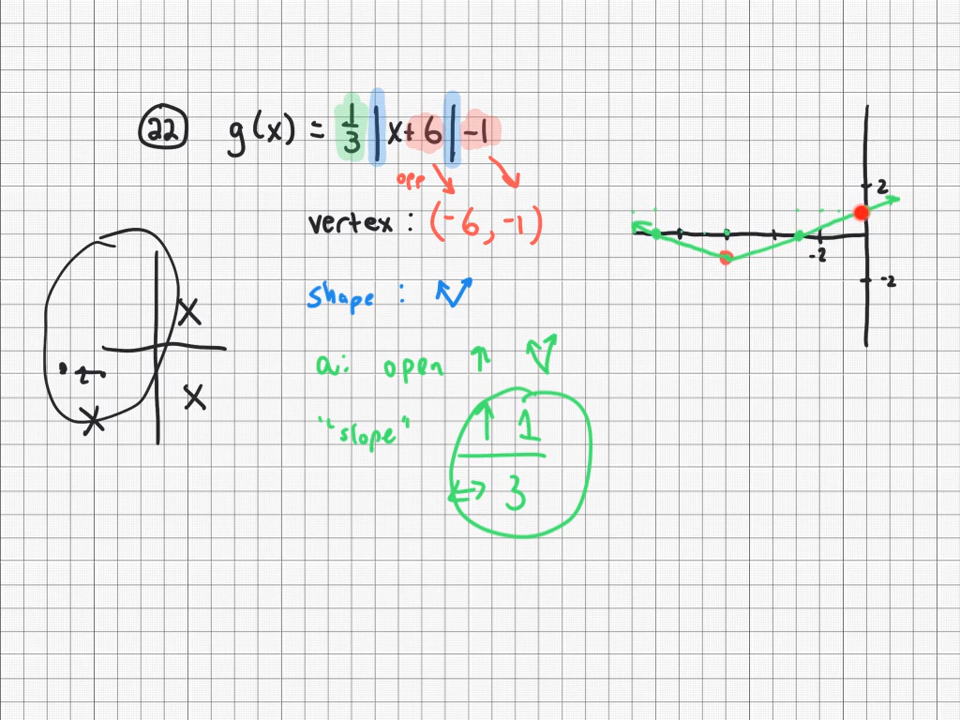 22 g(x) = 1/3 |x+6| -1
opp
vertex : (-6, -1)
shape :
a: open ↑
"slope" ↑ 1
↔ 3
2
-2
-2
X
X
X